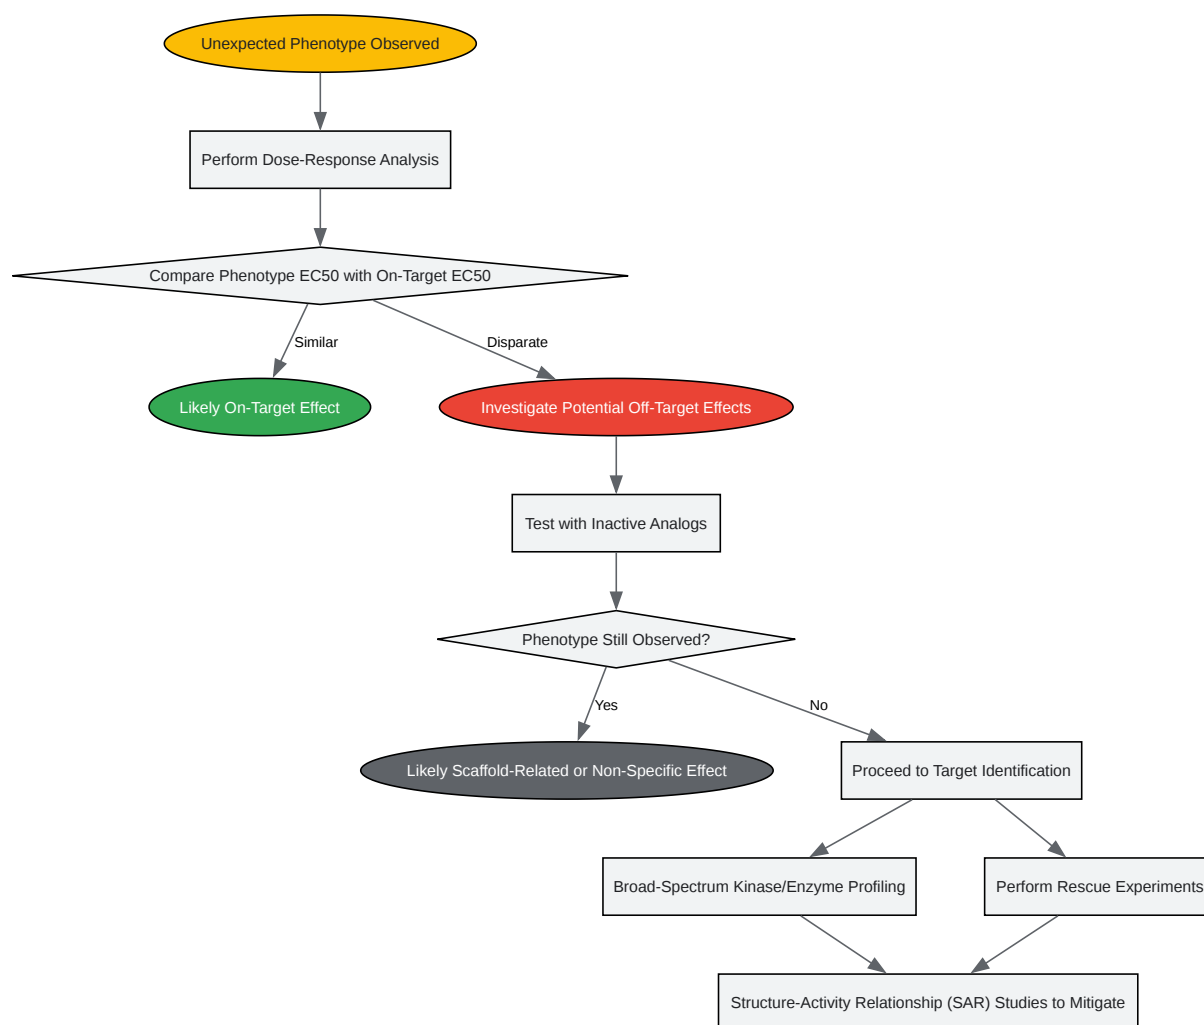 Unexpected Phenotype Observed
Perform Dose-Response Analysis
Compare Phenotype EC50 with On-Target EC50
Similar
Disparate
Likely On-Target Effect
Investigate Potential Off-Target Effects
Test with Inactive Analogs
Phenotype Still Observed?
Yes
No
Likely Scaffold-Related or Non-Specific Effect
Proceed to Target Identification
Broad-Spectrum Kinase/Enzyme Profiling
Perform Rescue Experiments
Structure-Activity Relationship (SAR) Studies to Mitigate